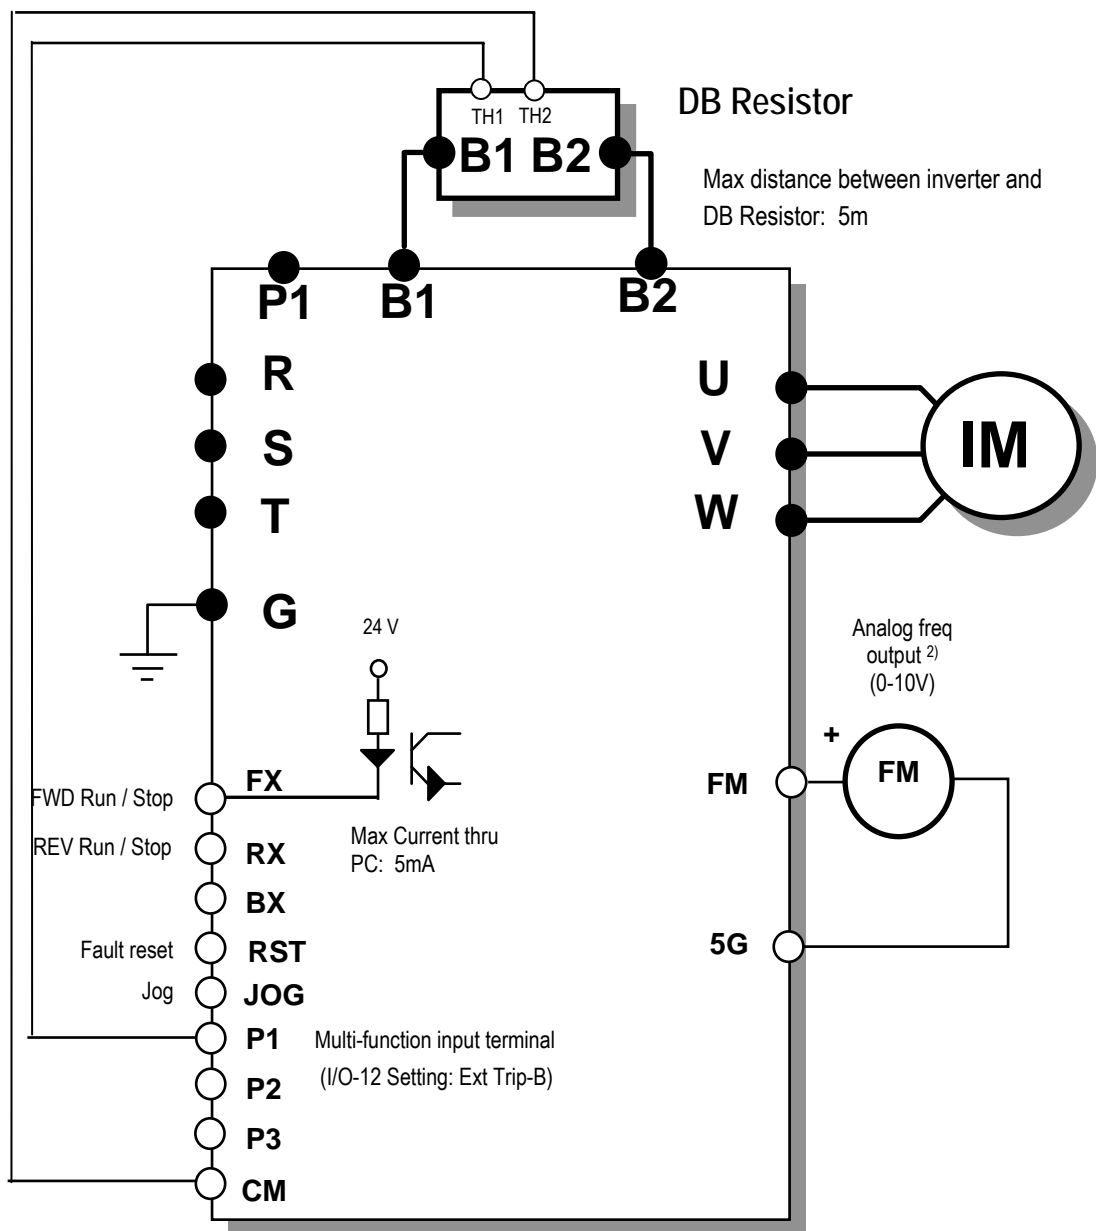 DB Resistor
TH1 TH2
B1 B2
Max distance between inverter and
DB Resistor: 5m
P1
B1
B2
R
S
T
G
U
V
W
IM
24 V
Analog freq
output 2)
(0-10V)
+
FM
FM
FWD Run / Stop
FX
REV Run / Stop
RX
Max Current thru
PC: 5mA
BX
Fault reset
RST
5G
Jog
JOG
P1
Multi-function input terminal
(I/O-12 Setting: Ext Trip-B)
P2
P3
CM